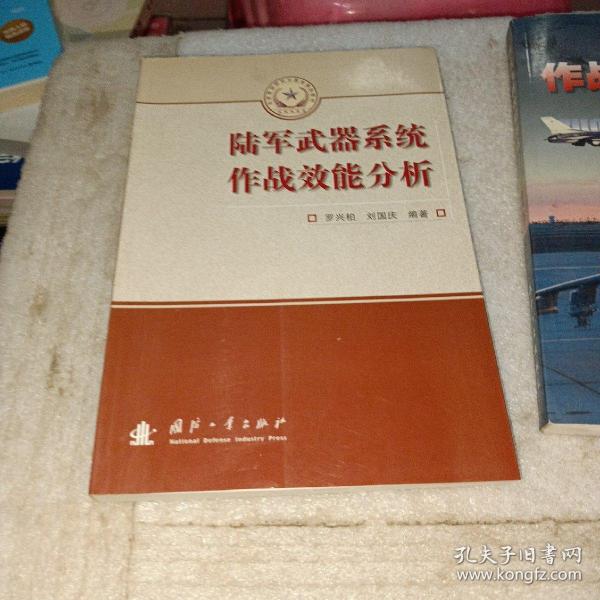 陆军武器系统
作战效能分析
罗兴柏 刘国庆 编著
国防工业出版社
National Defense Industry Press
作战
孔夫子旧书网
www.kongfz.com